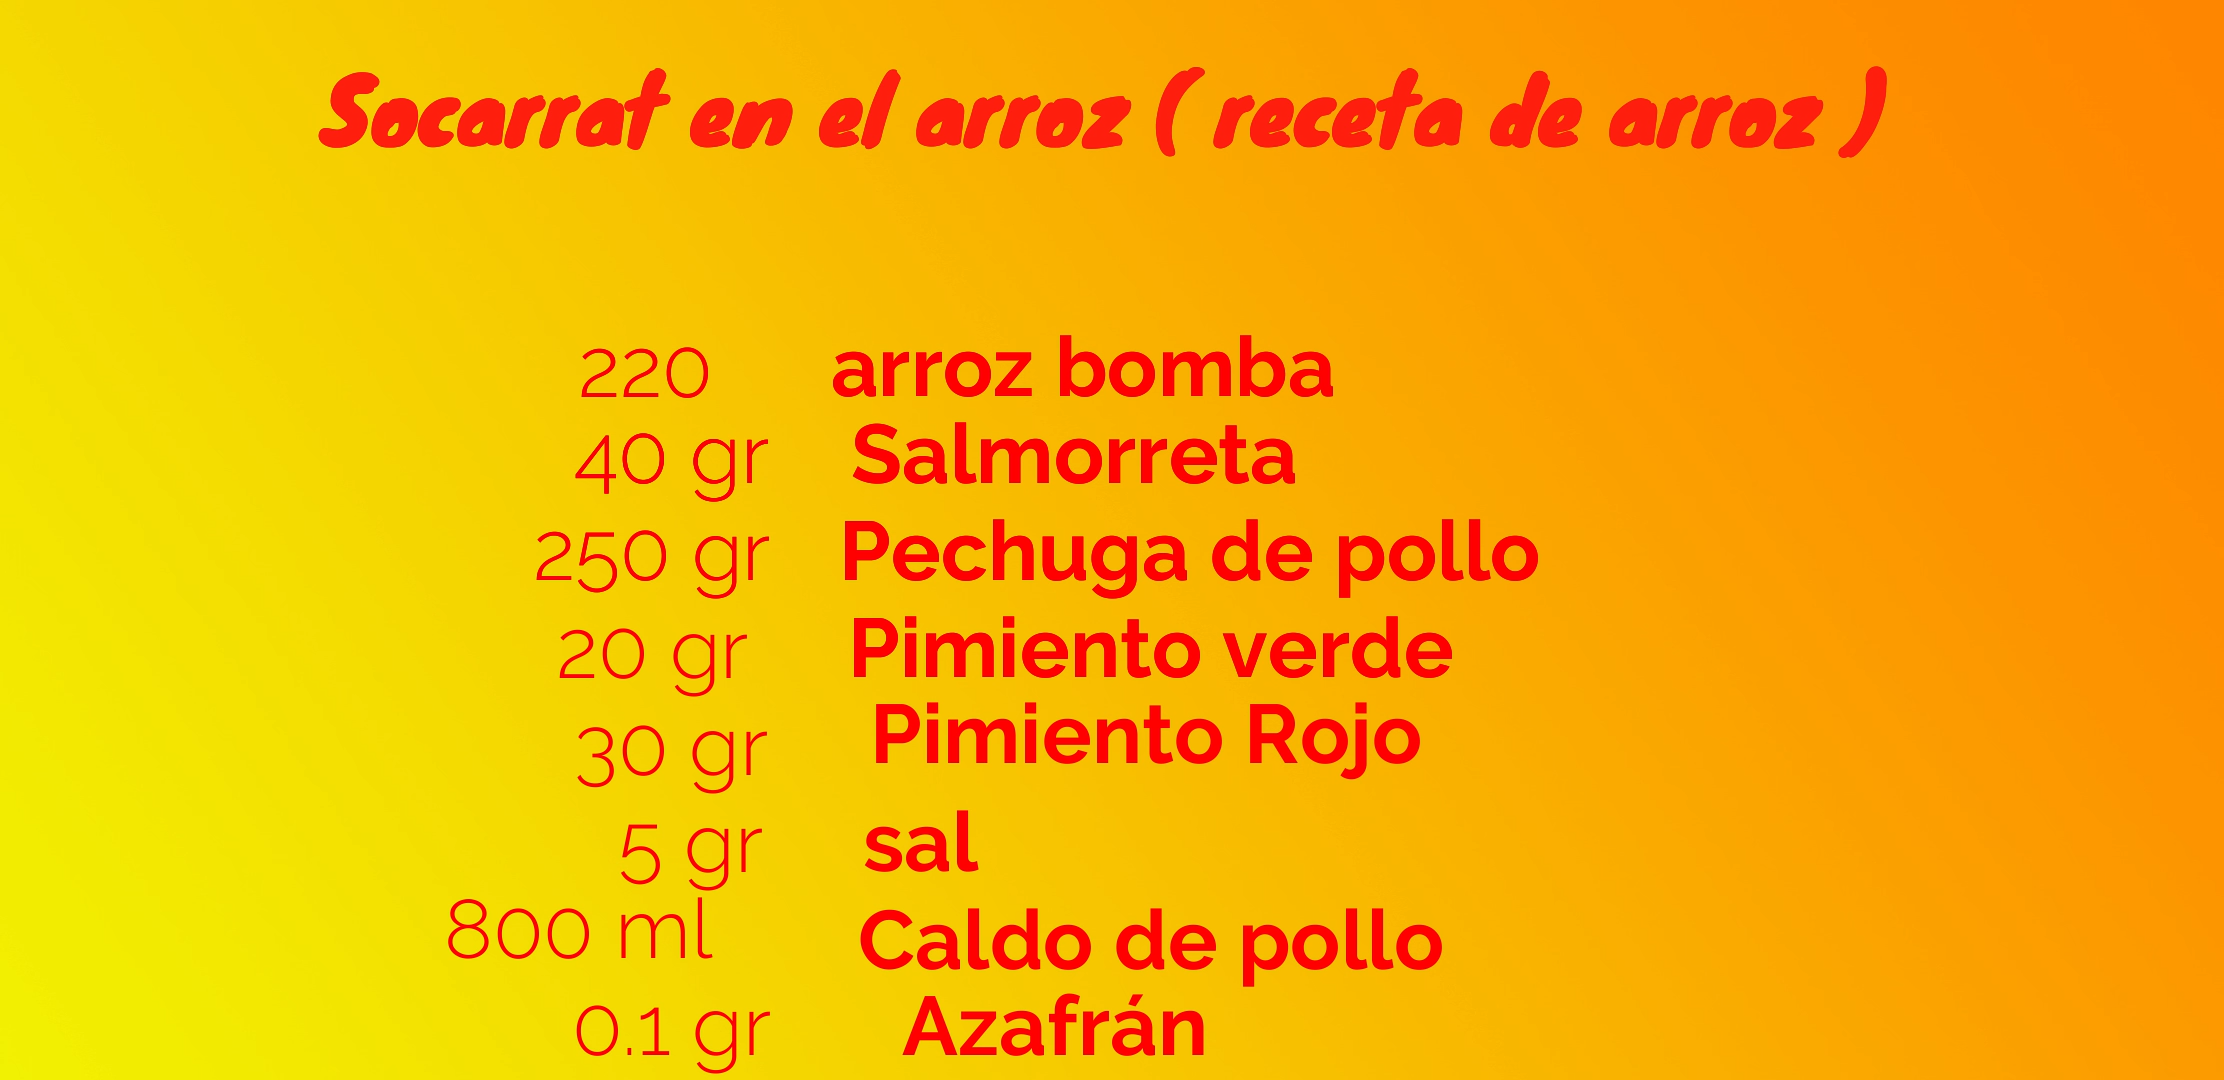 Socarrat en el arroz ( receta de arroz )
220 arroz bomba
40 gr Salmorreta
250 gr Pechuga de pollo
20 gr Pimiento verde
30 gr Pimiento Rojo
5 gr sal
800 ml Caldo de pollo
0.1 gr Azafrán